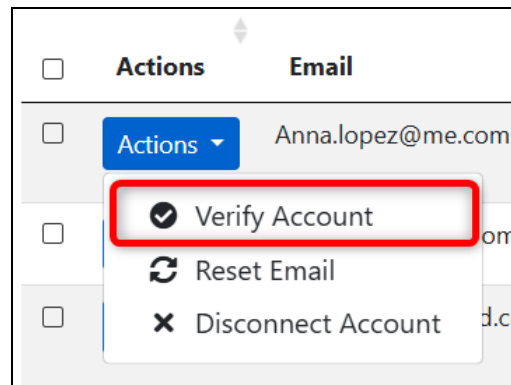 Actions Email
Actions Anna.lopez@me.com
Verify Account
Reset Email
Disconnect Account